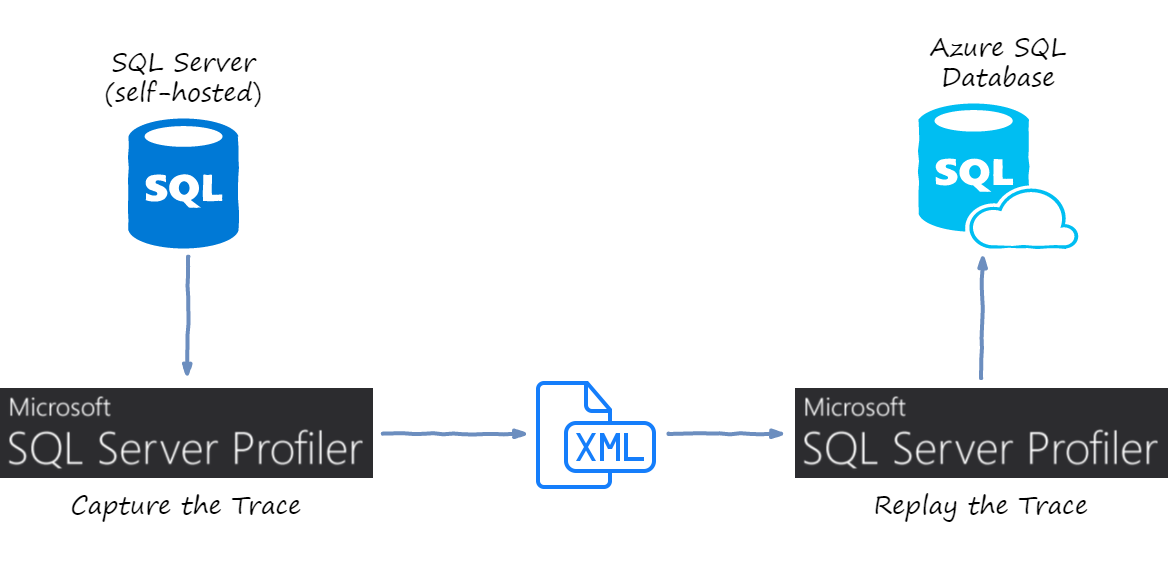 SQL Server
(self-hosted)
SQL
Azure SQL
Database
SQL
Microsoft
SQL Server Profiler
Capture the Trace
XML
Microsoft
SQL Server Profiler
Replay the Trace